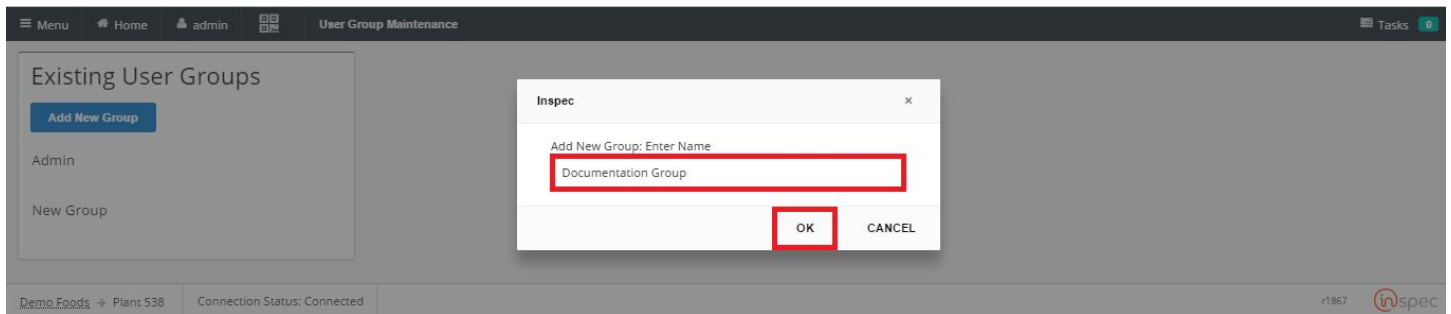 Menu Home admin User Group Maintenance Tasks 0
Existing User Groups
Add New Group
Admin
New Group
Inspec ×
Add New Group: Enter Name
Documentation Group
OK CANCEL
Demo Foods → Plant 538 Connection Status: Connected r1867 inspec